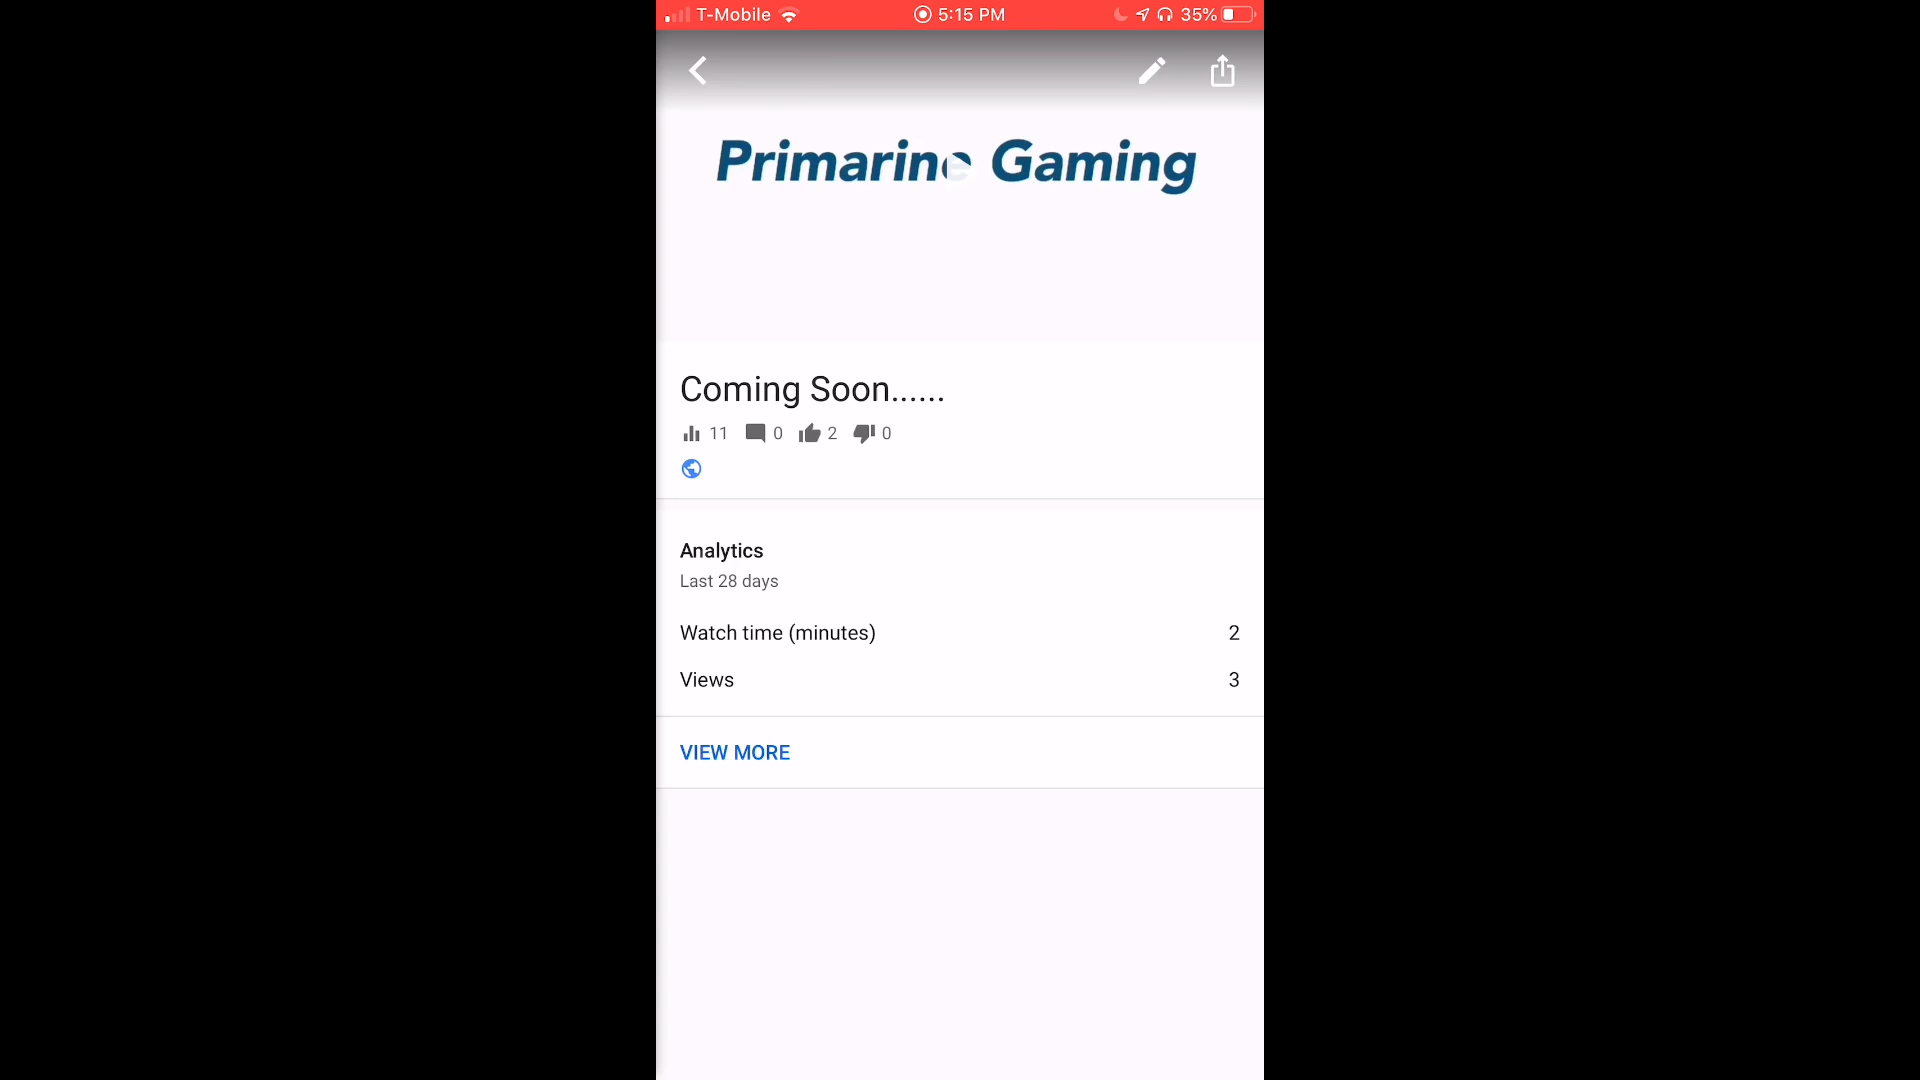 T-Mobile 5:15 PM 35%
Primarine Gaming
Coming Soon......
11 0 2 0
Analytics
Last 28 days
Watch time (minutes) 2
Views 3
VIEW MORE